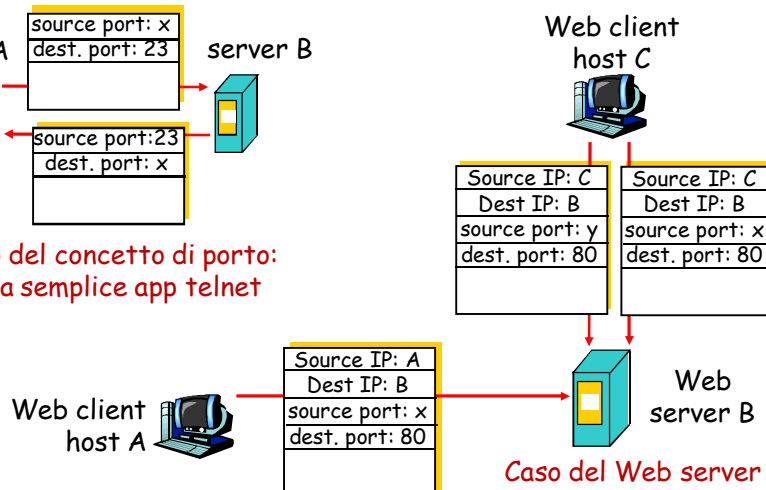 source port: x
dest. port: 23
A
server B
source port:23
dest. port: x
del concetto di porto:
a semplice app telnet
Web client
host C
Source IP: C
Dest IP: B
source port: y
dest. port: 80
Source IP: C
Dest IP: B
source port: x
dest. port: 80
Web client
host A
Source IP: A
Dest IP: B
source port: x
dest. port: 80
Web
server B
Caso del Web server